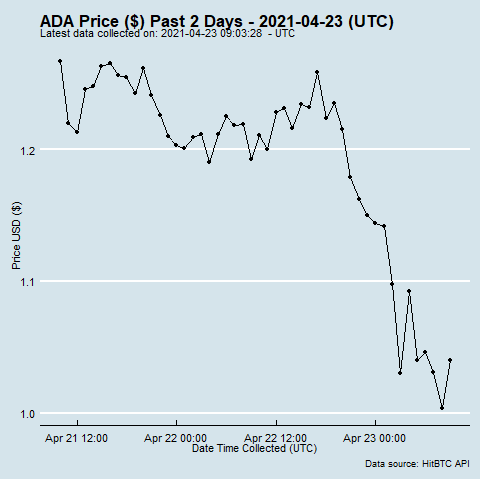 ADA Price ($) Past 2 Days - 2021-04-23 (UTC)
Latest data collected on: 2021-04-23 09:03:28  - UTC
Price USD ($)
1.2
1.1
1.0
Apr 21 12:00 Apr 22 00:00 Apr 22 12:00 Apr 23 00:00
Date Time Collected (UTC)
Data source: HitBTC API